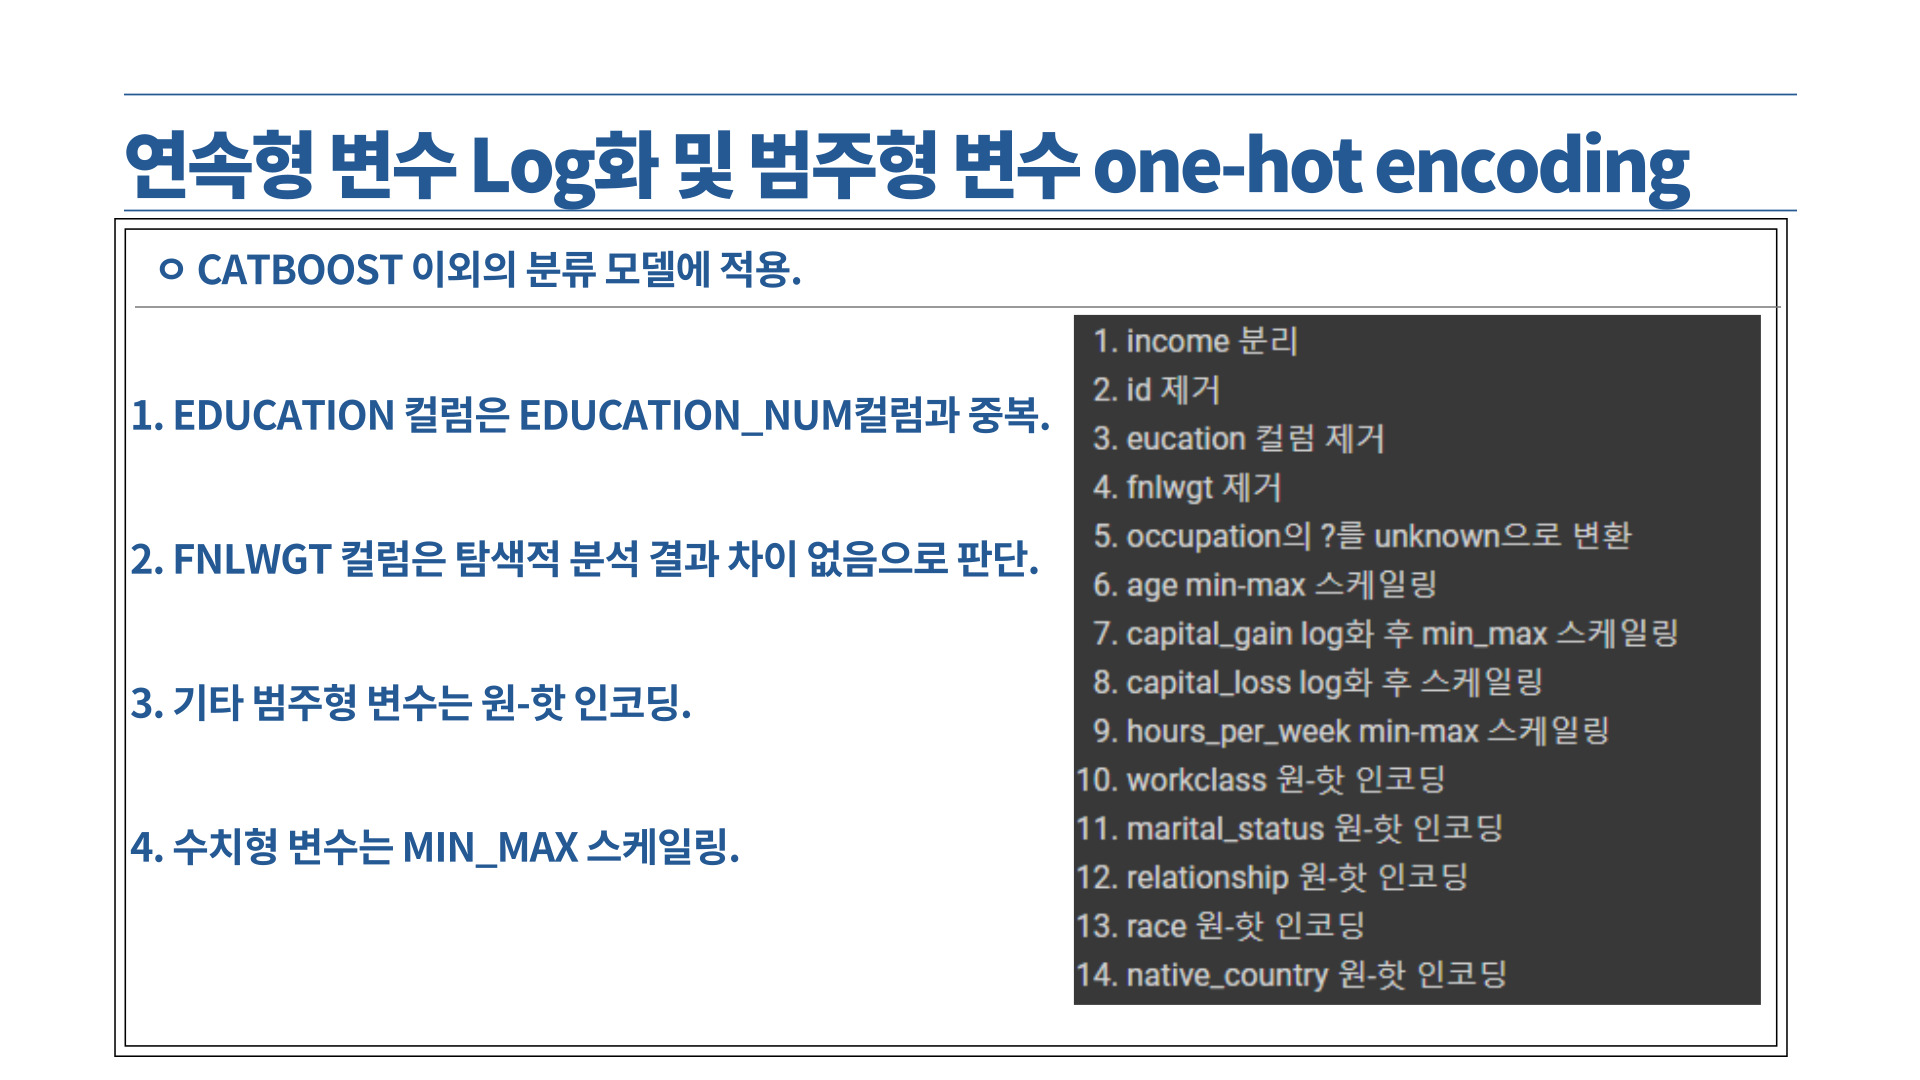 연속형 변수 Log화 및 범주형 변수 one-hot encoding
ㅇ CATBOOST 이외의 분류 모델에 적용.
1. EDUCATION 컬럼은 EDUCATION_NUM컬럼과 중복.
2. FNLWGT 컬럼은 탐색적 분석 결과 차이 없음으로 판단.
3. 기타 범주형 변수는 원-핫 인코딩.
4. 수치형 변수는 MIN_MAX 스케일링.
1. income 분리
2. id 제거
3. eucation 컬럼 제거
4. fnlwgt 제거
5. occupation의 ?를 unknown으로 변환
6. age min-max 스케일링
7. capital_gain log화 후 min_max 스케일링
8. capital_loss log화 후 스케일링
9. hours_per_week min-max 스케일링
10. workclass 원-핫 인코딩
11. marital_status 원-핫 인코딩
12. relationship 원-핫 인코딩
13. race 원-핫 인코딩
14. native_country 원-핫 인코딩